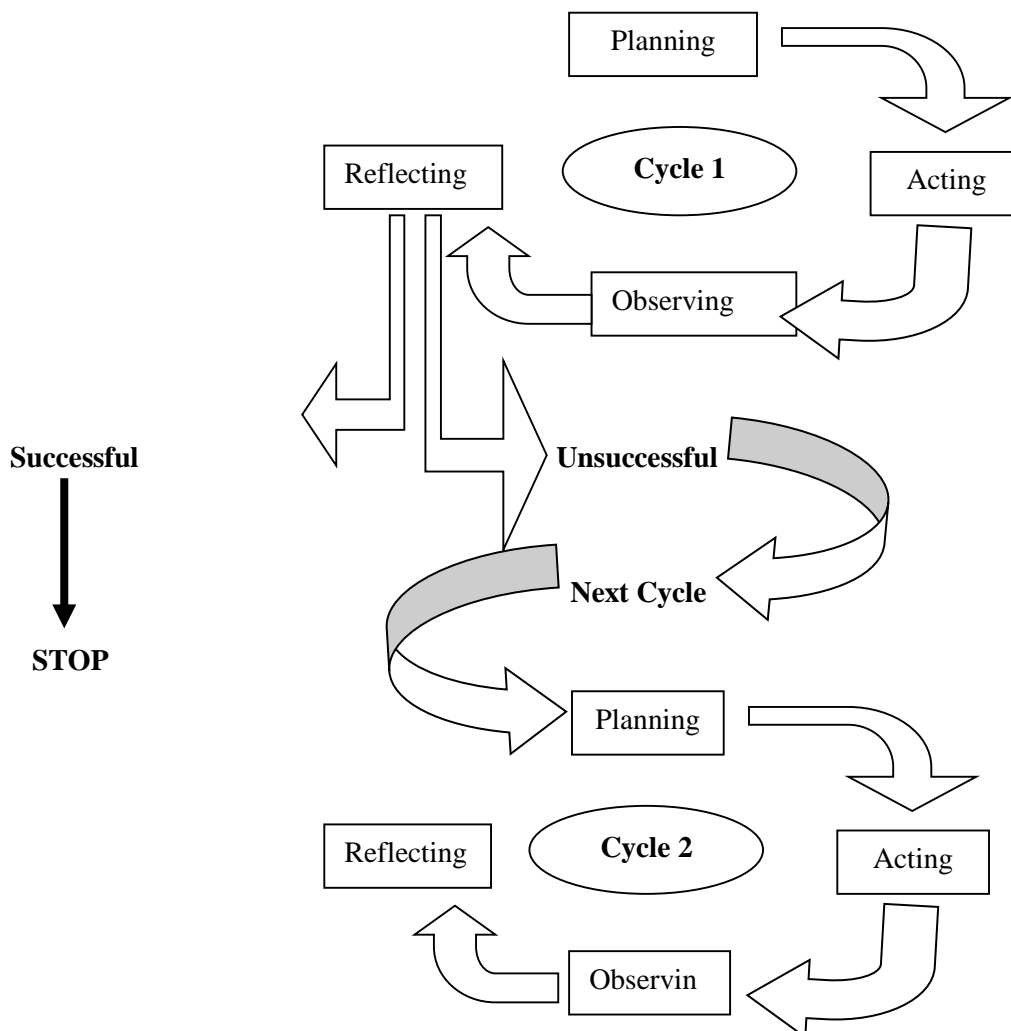 Planning
Cycle 1
Reflecting
Acting
Observing
Successful
Unsuccessful
Next Cycle
STOP
Planning
Cycle 2
Reflecting
Acting
Observin